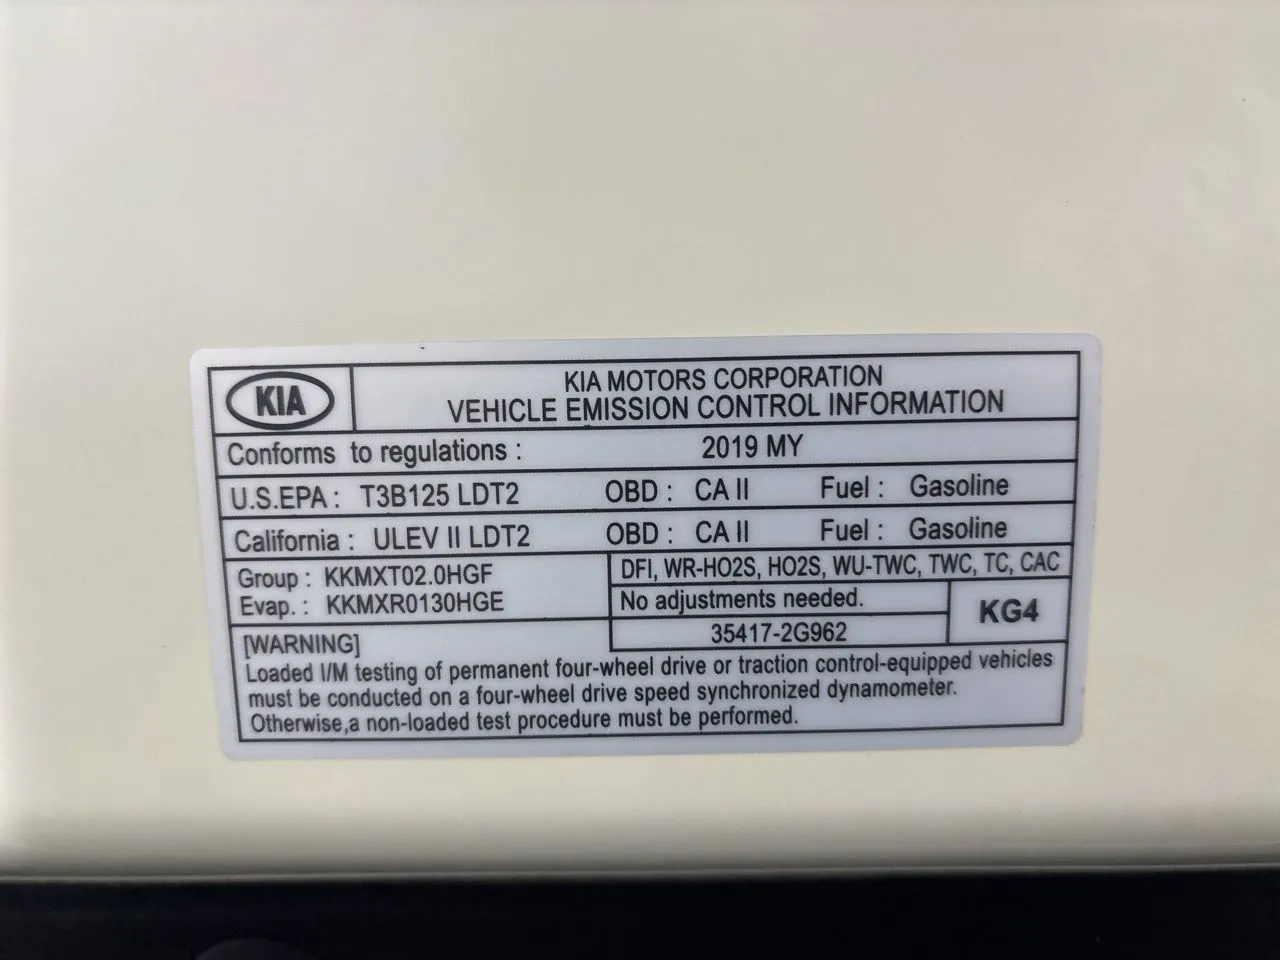 KIA
KIA MOTORS CORPORATION
VEHICLE EMISSION CONTROL INFORMATION
Conforms to regulations : 2019 MY
U.S.EPA : T3B125 LDT2 OBD : CA II Fuel : Gasoline
California : ULEV II LDT2 OBD : CA II Fuel : Gasoline
Group : KKMXT02.0HGF
Evap. : KKMXR0130HGE
DFI, WR-HO2S, HO2S, WU-TWC, TWC, TC, CAC
No adjustments needed.
35417-2G962
KG4
[WARNING]
Loaded I/M testing of permanent four-wheel drive or traction control-equipped vehicles
must be conducted on a four-wheel drive speed synchronized dynamometer.
Otherwise,a non-loaded test procedure must be performed.